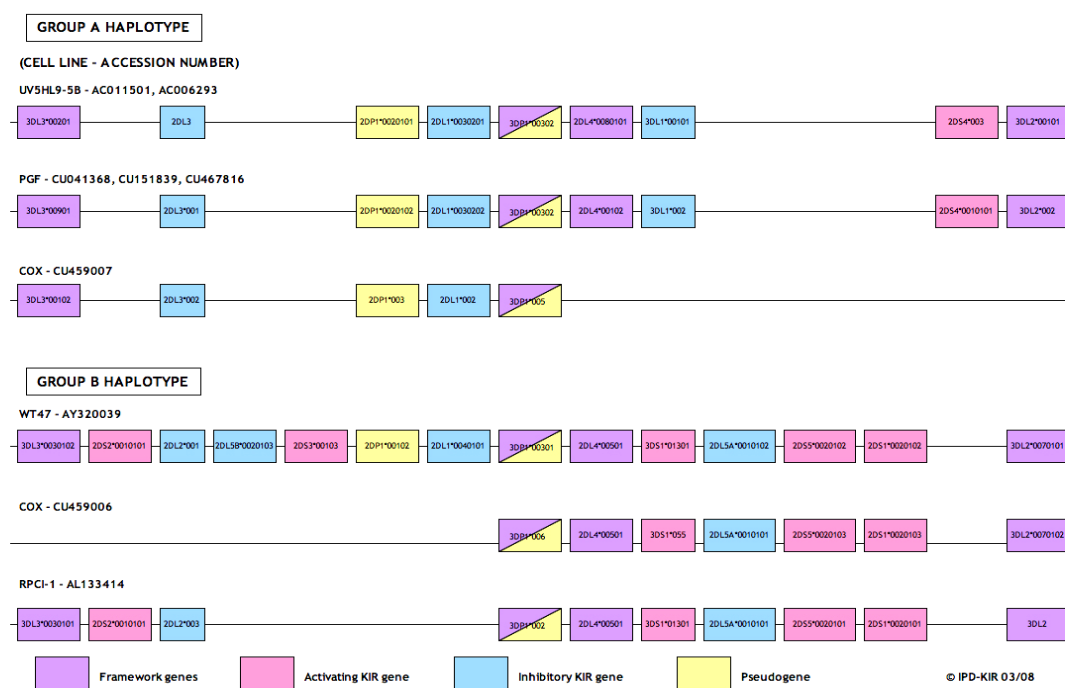 GROUP A HAPLOTYPE
(CELL LINE - ACCESSION NUMBER)
UV5HL9-5B - AC011501, AC006293
3DL3*00201 2DL3 2DP1*0020101 2DL1*0030201 3DP1*00302 2DL4*0080101 3DL1*00101 2DS4*003 3DL2*00101
PGF - CU041368, CU151839, CU467816
3DL3*00901 2DL3*001 2DP1*0020102 2DL1*0030202 3DP1*00302 2DL4*00102 3DL1*002 2DS4*0010101 3DL2*002
COX - CU459007
3DL3*00102 2DL3*002 2DP1*003 2DL1*002 3DP1*005
GROUP B HAPLOTYPE
WT47 - AY320039
3DL3*0030102 2DS2*0010101 2DL2*001 2DL5B*0020103 2DS3*00103 2DP1*00102 2DL1*0040101 3DP1*00301 2DL4*00501 3DS1*01301 2DL5A*0010102 2DS5*0020102 2DS1*0020102 3DL2*0070101
COX - CU459006
3DP1*006 2DL4*00501 3DS1*055 2DL5A*0010101 2DS5*0020103 2DS1*0020103 3DL2*0070102
RPCI-1 - AL133414
3DL3*0030101 2DS2*0010101 2DL2*003 3DP1*002 2DL4*00501 3DS1*01301 2DL5A*0010101 2DS5*0020101 2DS1*0020101 3DL2
Framework genes Activating KIR gene Inhibitory KIR gene Pseudogene © IPD-KIR 03/08